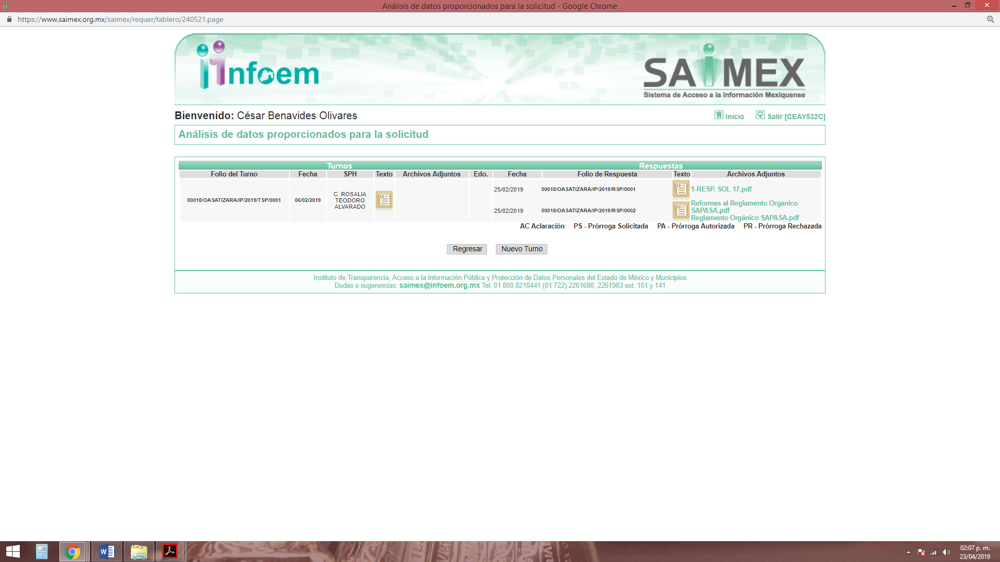 Análisis de datos proporcionados para la solicitud - Google Chrome
https://www.saimex.org.mx/saimex/requer/tablero/240521.page
infoem
SAIMEX
Sistema de Acceso a la Información Mexiquense
Bienvenido: César Benavides Olivares
Inicio Salir [CEAY532C]
Análisis de datos proporcionados para la solicitud
Turnos Respuestas
Folio del Turno Fecha SPH Texto Archivos Adjuntos Edo. Fecha Folio de Respuesta Texto Archivos Adjuntos
00018/OASATIZARA/IP/2019/TSP/0001 06/02/2019
C. ROSALIA
TEODORO
ALVARADO
25/02/2019 00018/OASATIZARA/IP/2019/RSP/0001 1-RESP. SOL 17.pdf
25/02/2019 00018/OASATIZARA/IP/2019/RSP/0002
Reformas al Reglamento Organico
SAPASA.pdf
Reglamento Orgánico SAPASA.pdf
AC Aclaración PS - Prórroga Solicitada PA - Prórroga Autorizada PR - Prórroga Rechazada
Regresar Nuevo Turno
Instituto de Transparencia, Acceso a la Información Pública y Protección de Datos Personales del Estado de México y Municipios
Dudas o sugerencias: saimex@infoem.org.mx Tel. 01 800 8210441 (01 722) 2261680, 2261983 ext. 101 y 141
02:07 p. m.
23/04/2019